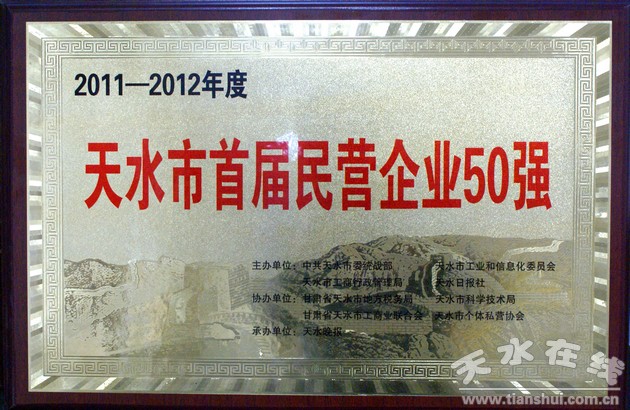 2011—2012年度
天水市首届民营企业50强
主办单位：中共天水市委统战部 天水市工业和信息化委员会
天水市工商行政管理局 天水日报社
协办单位：甘肃省天水市地方税务局 天水市科学技术局
甘肃省天水市工商业联合会 天水市个体私营协会
承办单位：天水晚报
天水在线
www.tianshui.com.cn